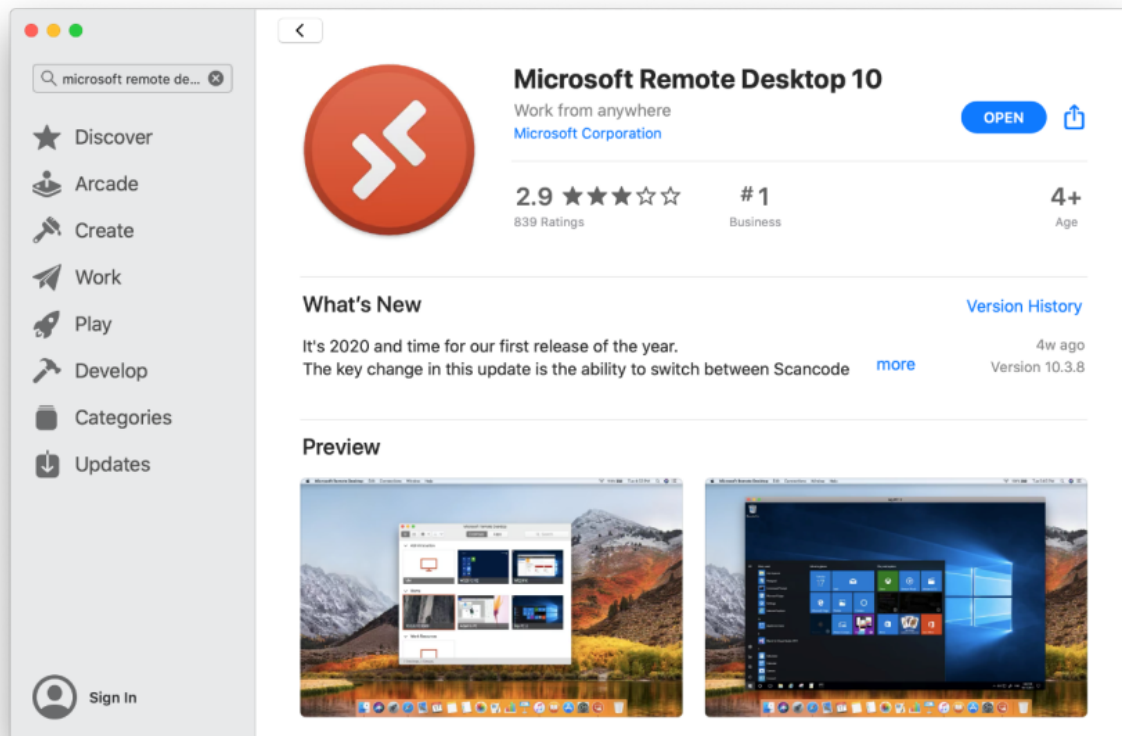 microsoft remote de...
Discover
Arcade
Create
Work
Play
Develop
Categories
Updates
Sign In
Microsoft Remote Desktop 10
Work from anywhere
Microsoft Corporation
OPEN
2.9 ★★★☆☆
839 Ratings
#1
Business
4+
Age
What's New
Version History
It's 2020 and time for our first release of the year.
4w ago
The key change in this update is the ability to switch between Scancode
more
Version 10.3.8
Preview